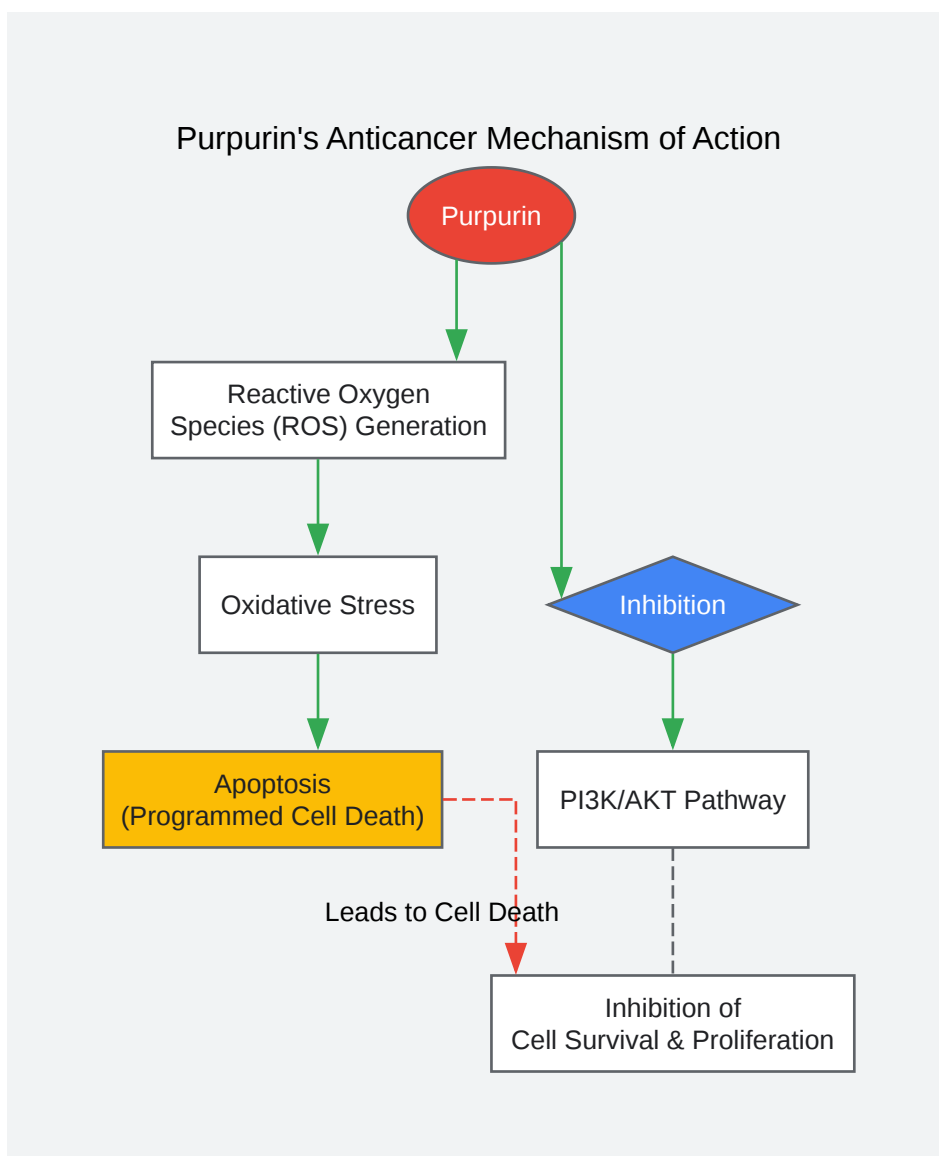 Purpurin's Anticancer Mechanism of Action
Purpurin
Reactive Oxygen
Species (ROS) Generation
Oxidative Stress
Inhibition
Apoptosis
(Programmed Cell Death)
PI3K/AKT Pathway
Leads to Cell Death
Inhibition of
Cell Survival & Proliferation